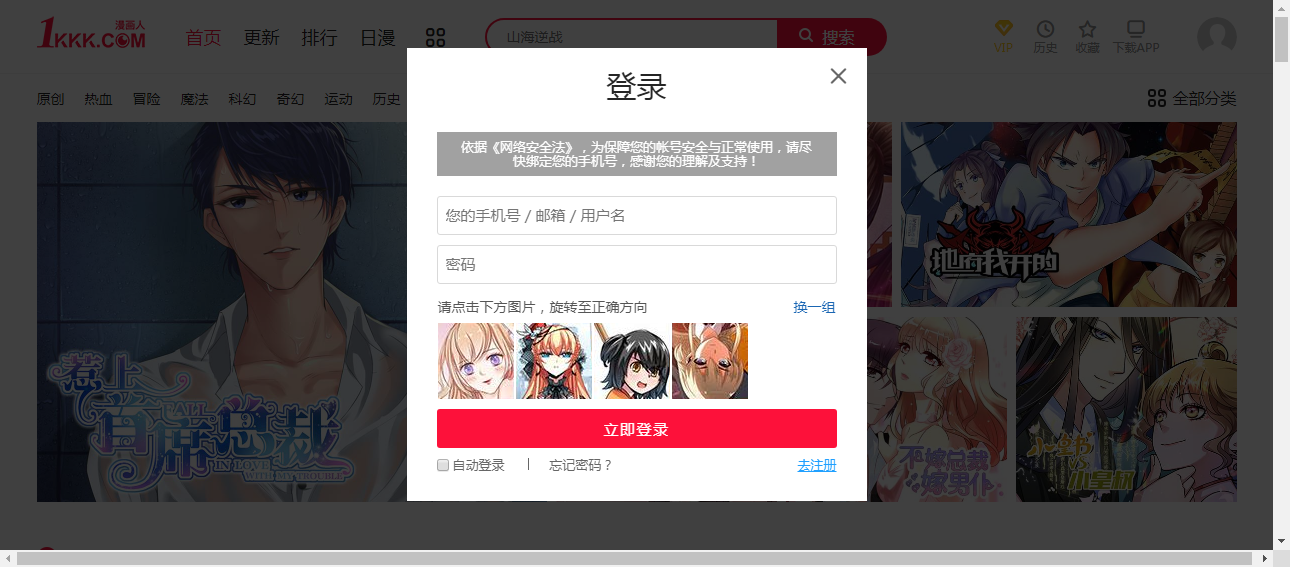 1KKK.COM 漫画人
首页 更新 排行 日漫
山海逆战
搜索
VIP 历史 收藏 下载APP
原创 热血 冒险 魔法 科幻 奇幻 运动 历史
全部分类
登录
依据《网络安全法》，为保障您的帐号安全与正常使用，请尽
快绑定您的手机号，感谢您的理解及支持！
您的手机号 / 邮箱 / 用户名
密码
请点击下方图片，旋转至正确方向 换一组
立即登录
自动登录 | 忘记密码？ 去注册
惹上
首席总裁
CALL
IN LOVE
WITH MY TROUBLE
地府我开的
不嫁总裁
嫁男仆
小皇书
VS
小皇叔